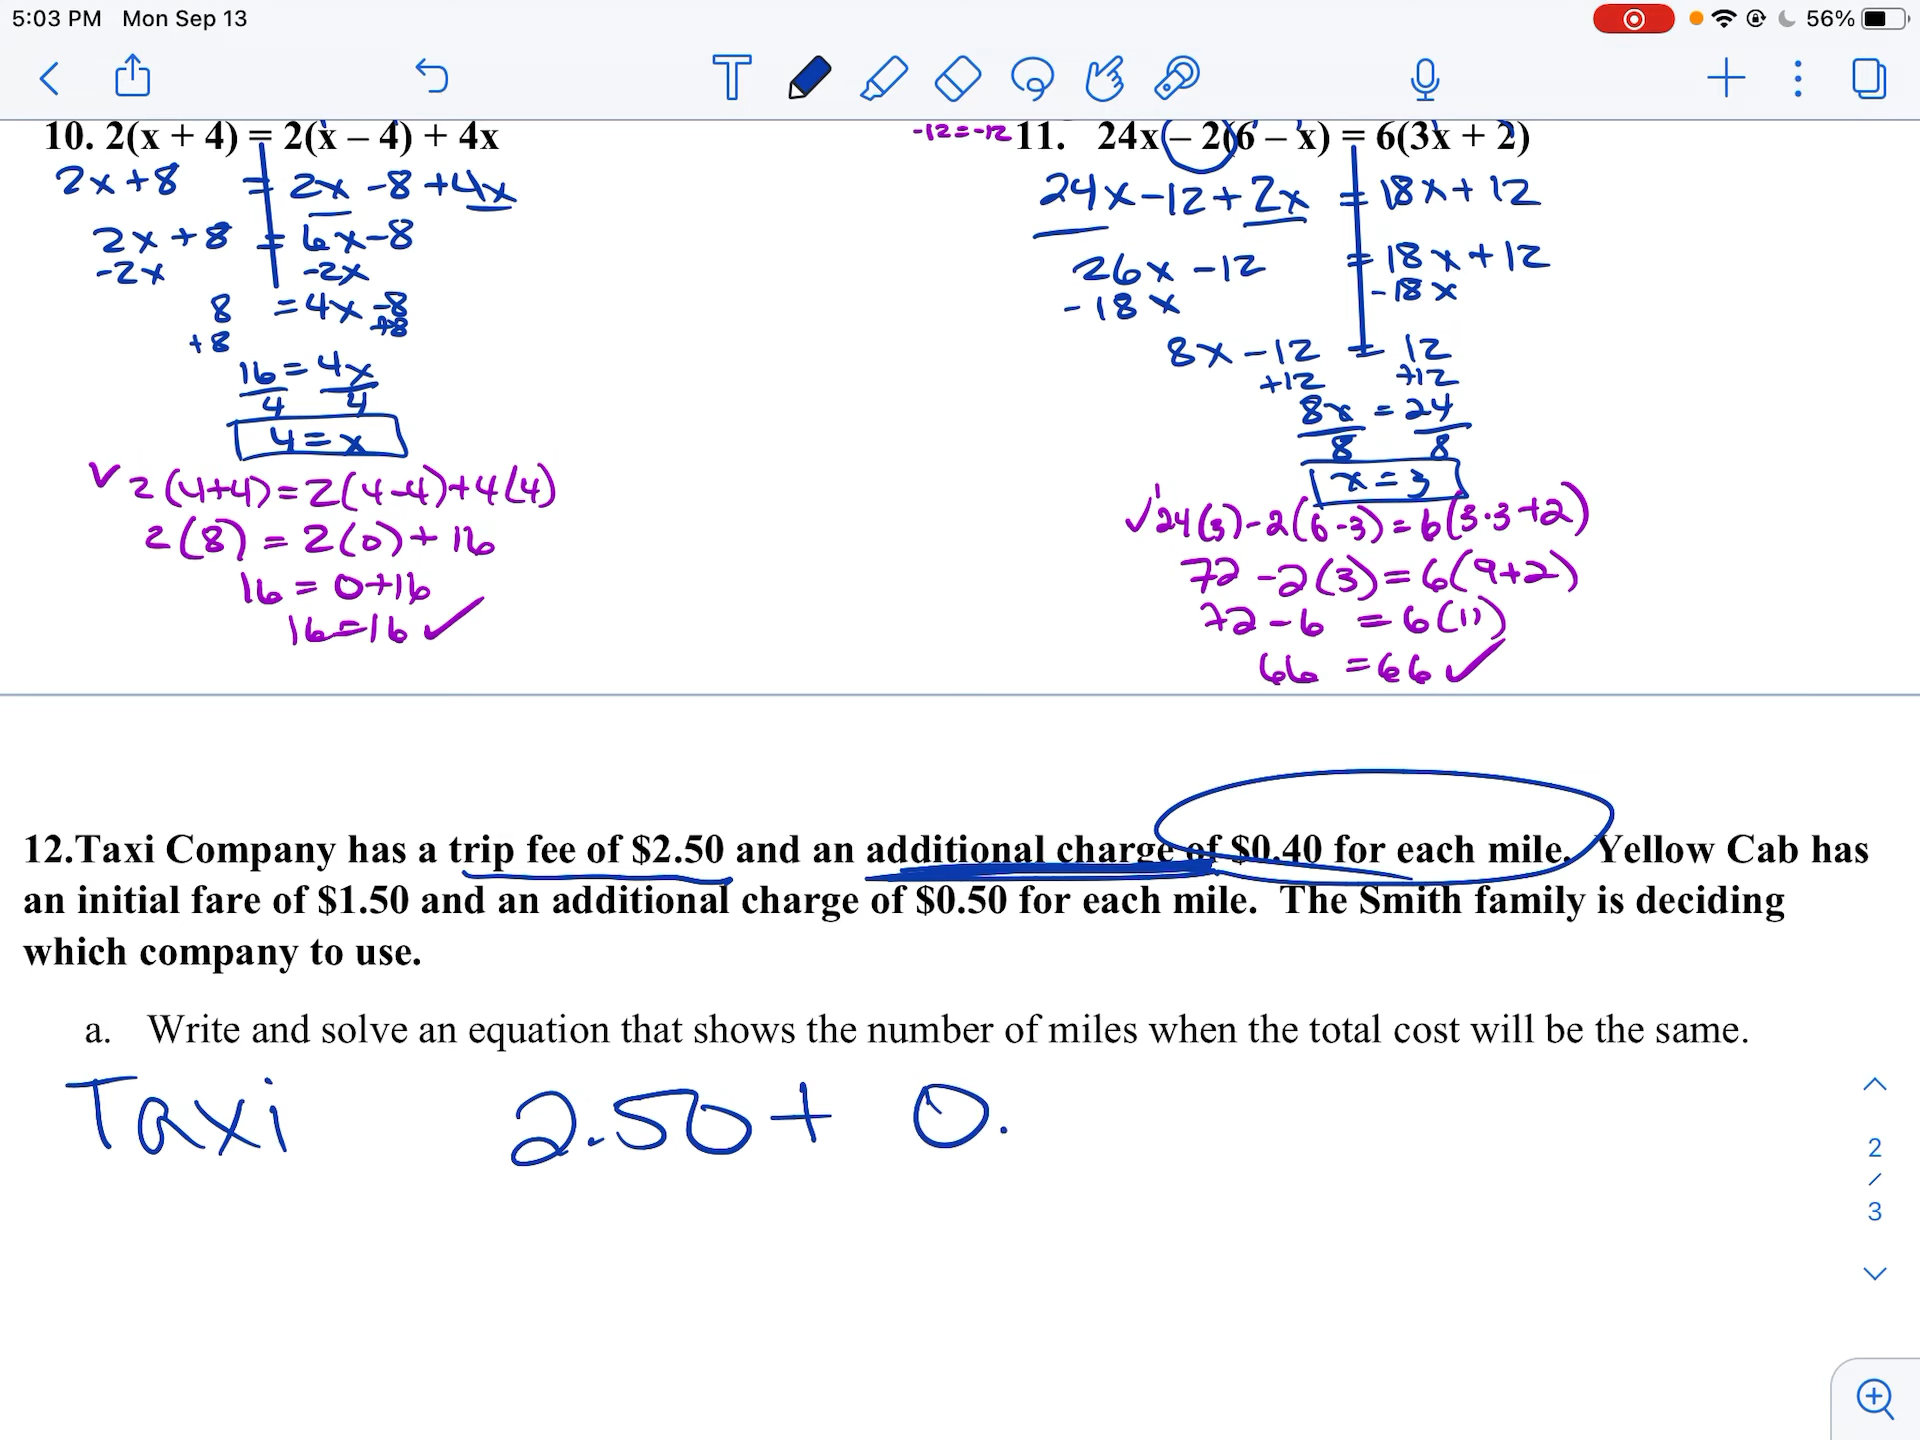 5:03 PM Mon Sep 13
56%
T
10. 2(x + 4) = 2(x – 4) + 4x
2x+8 = 2x -8 +4x
2x +8 = 6x-8
-2x -2x
8 = 4x -8
+8 +8
16 = 4x
4 4
4 = x
✓ 2(4+4) = 2(4-4)+4(4)
2(8) = 2(0)+ 16
16 = 0+16
16=16 ✓
-12=-12 11. 24x – 2(6 – x) = 6(3x + 2)
24x -12 + 2x = 18x + 12
26x -12 = 18x + 12
-18x -18x
8x -12 = 12
+12 +12
8x = 24
8 8
x = 3
✓ 24(3)-2(6-3) = 6(3·3+2)
72 -2(3) = 6(9+2)
72 - 6 = 6(11)
66 = 66 ✓
12.Taxi Company has a trip fee of $2.50 and an additional charge of $0.40 for each mile. Yellow Cab has
an initial fare of $1.50 and an additional charge of $0.50 for each mile. The Smith family is deciding
which company to use.
a. Write and solve an equation that shows the number of miles when the total cost will be the same.
Taxi 2.50 + 0.
2
/
3